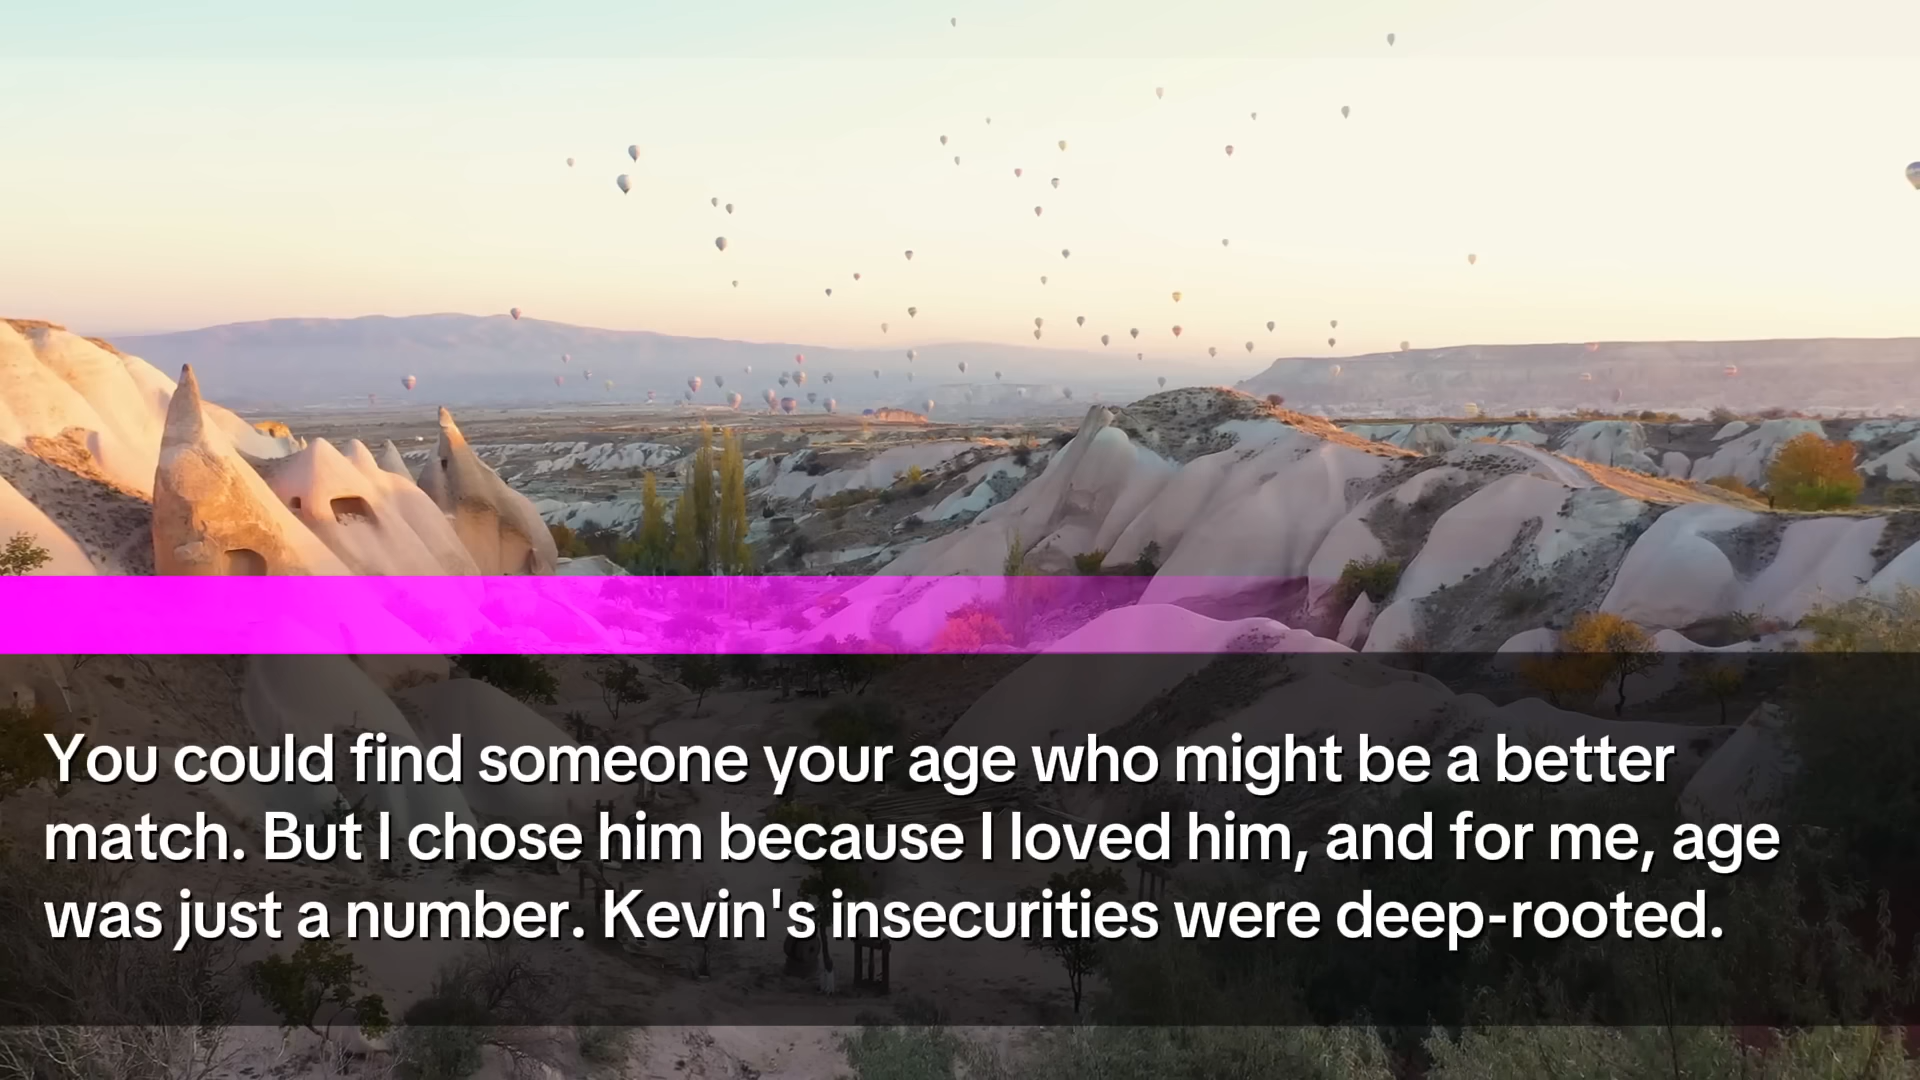 You could find someone your age who might be a better
match. But I chose him because I loved him, and for me, age
was just a number. Kevin's insecurities were deep-rooted.